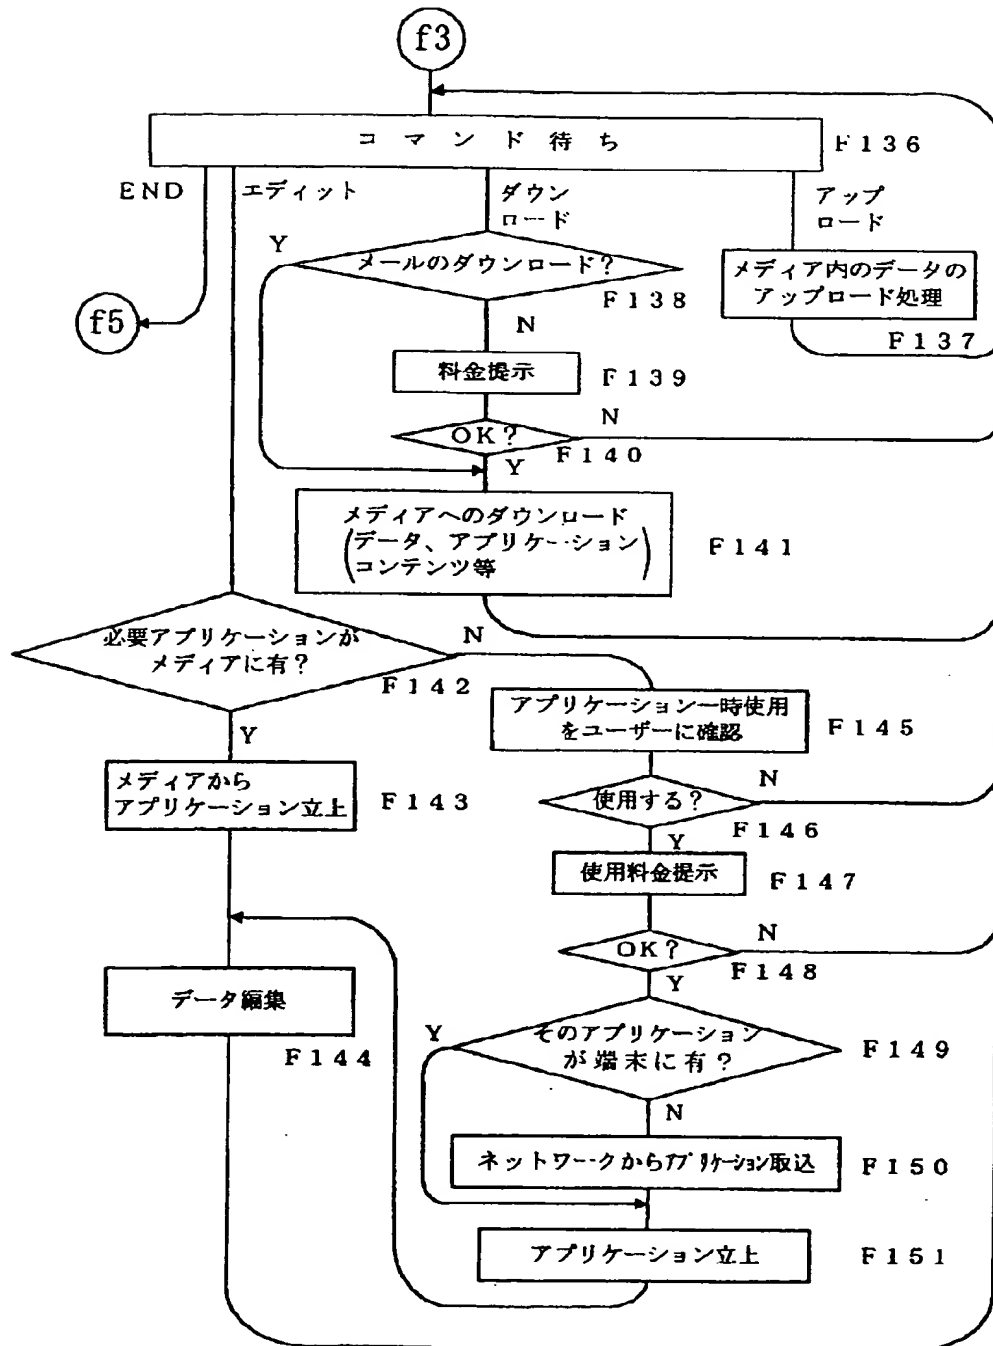 f3
コマンド待ち
F136
END
エディット
ダウン
ロード
アップ
ロード
Y
メールのダウンロード?
F138
メディア内のデータの
アップロード処理
F137
f5
N
料金提示
F139
N
OK?
F140
Y
メディアへのダウンロード
(データ、アプリケーション
コンテンツ等)
F141
必要アプリケーションが
メディアに有?
N
F142
Y
アプリケーション一時使用
をユーザーに確認
F145
メディアから
アプリケーション立上
F143
使用する?
N
F146
Y
使用料金提示
F147
OK?
N
F148
Y
データ編集
F144
Y
そのアプリケーション
が端末に有?
F149
N
ネットワークからアプリケーション取込
F150
アプリケーション立上
F151